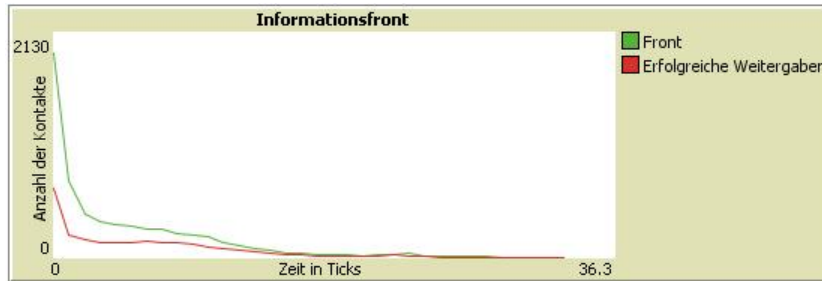 Informationsfront
2130
Anzahl der Kontakte
0
0
Zeit in Ticks
36.3
Front
Erfolgreiche Weitergaben